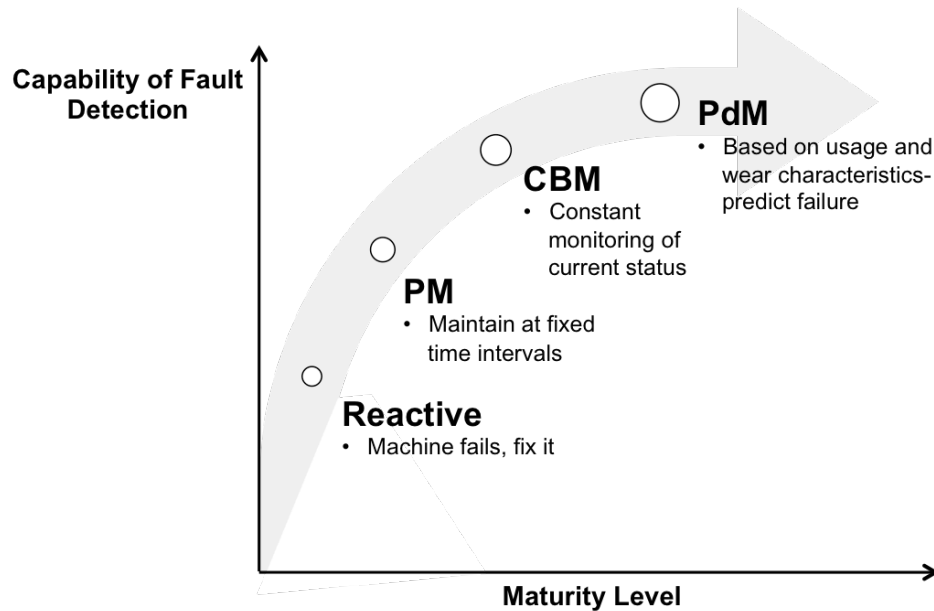 Capability of Fault
Detection
PdM
• Based on usage and
wear characteristics-
predict failure
CBM
• Constant
monitoring of
current status
PM
• Maintain at fixed
time intervals
Reactive
• Machine fails, fix it
Maturity Level